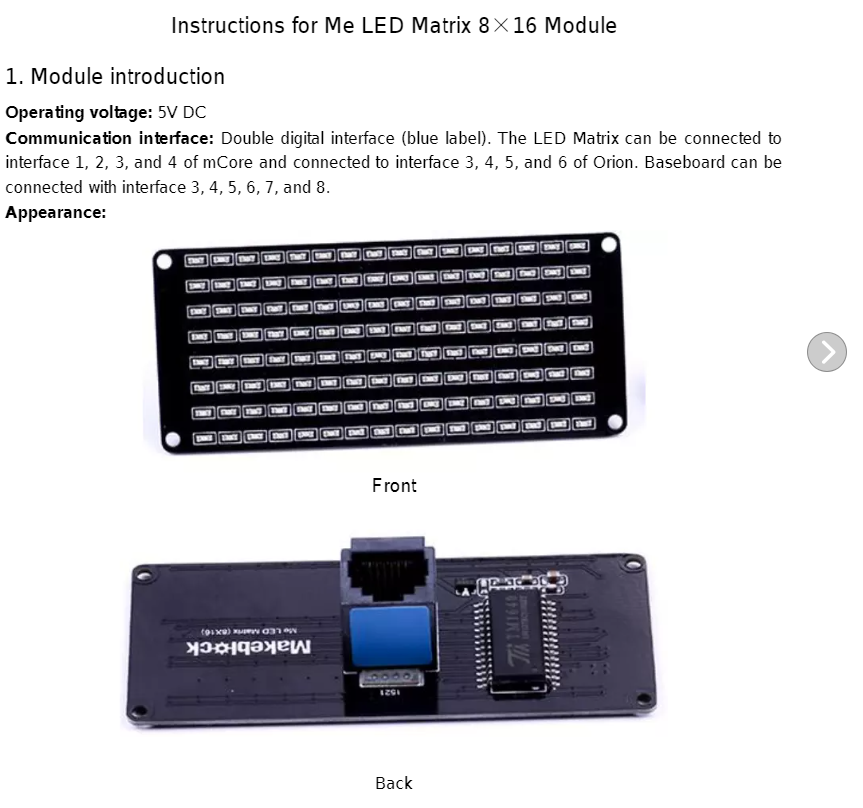 Instructions for Me LED Matrix 8×16 Module
1. Module introduction
Operating voltage: 5V DC
Communication interface: Double digital interface (blue label). The LED Matrix can be connected to
interface 1, 2, 3, and 4 of mCore and connected to interface 3, 4, 5, and 6 of Orion. Baseboard can be
connected with interface 3, 4, 5, 6, 7, and 8.
Appearance:
Front
Me LED Matrix (8X16)
Makeblock
A
TM1640
1521
Back